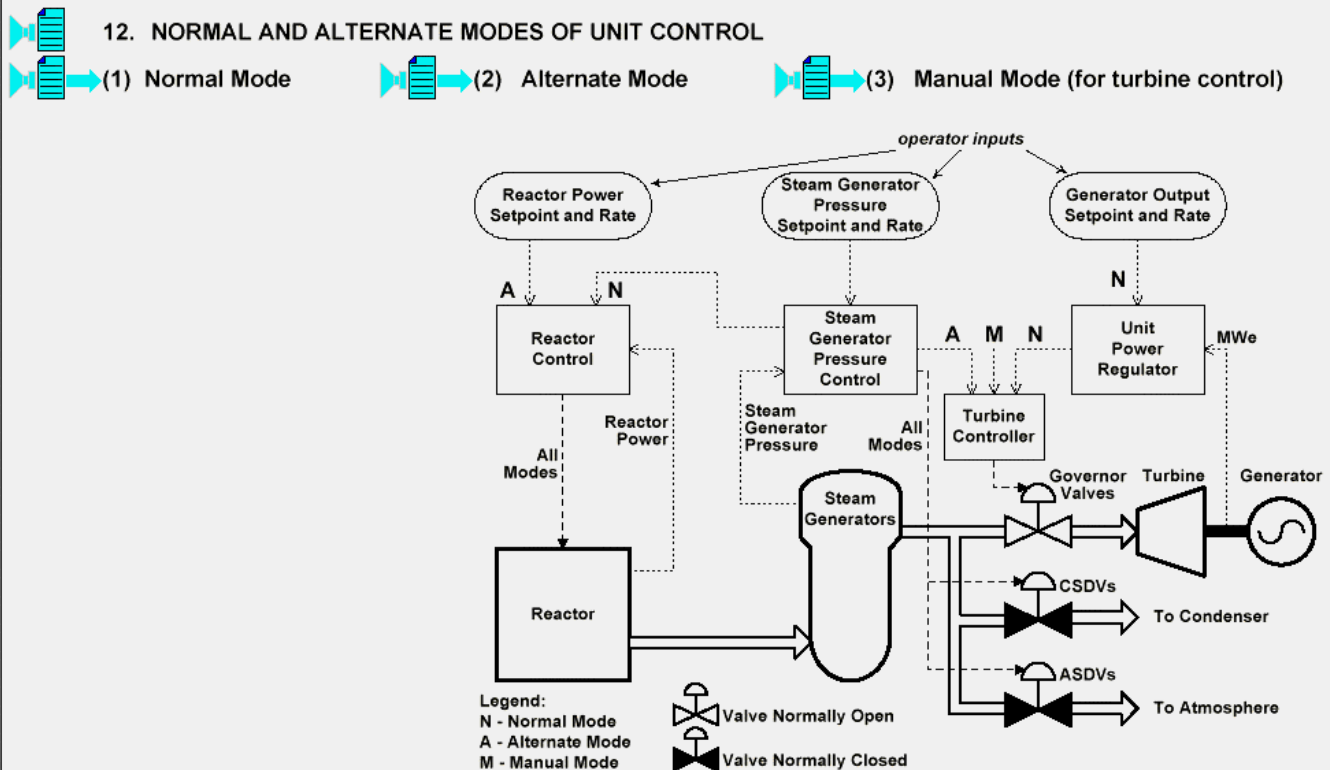 12. NORMAL AND ALTERNATE MODES OF UNIT CONTROL
(1) Normal Mode
(2) Alternate Mode
(3) Manual Mode (for turbine control)
operator inputs
Reactor Power
Setpoint and Rate
Steam Generator
Pressure
Setpoint and Rate
Generator Output
Setpoint and Rate
A
N
N
Reactor
Control
Steam
Generator
Pressure
Control
A
M
N
Unit
Power
Regulator
MWe
Reactor
Power
Steam
Generator
Pressure
All
Modes
Turbine
Controller
All
Modes
Governor
Valves
Turbine
Generator
Steam
Generators
CSDVs
To Condenser
Reactor
ASDVs
To Atmosphere
Legend:
N - Normal Mode
A - Alternate Mode
M - Manual Mode
Valve Normally Open
Valve Normally Closed